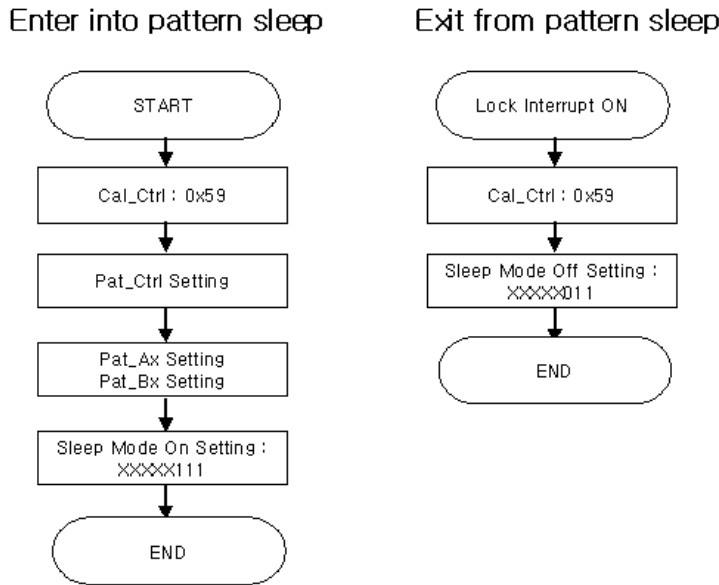 Enter into pattern sleep
START
Cal_Ctrl : 0x59
Pat_Ctrl Setting
Pat_Ax Setting
Pat_Bx Setting
Sleep Mode On Setting :
XXXXX111
END
Exit from pattern sleep
Lock Interrupt ON
Cal_Ctrl : 0x59
Sleep Mode Off Setting :
XXXXX011
END